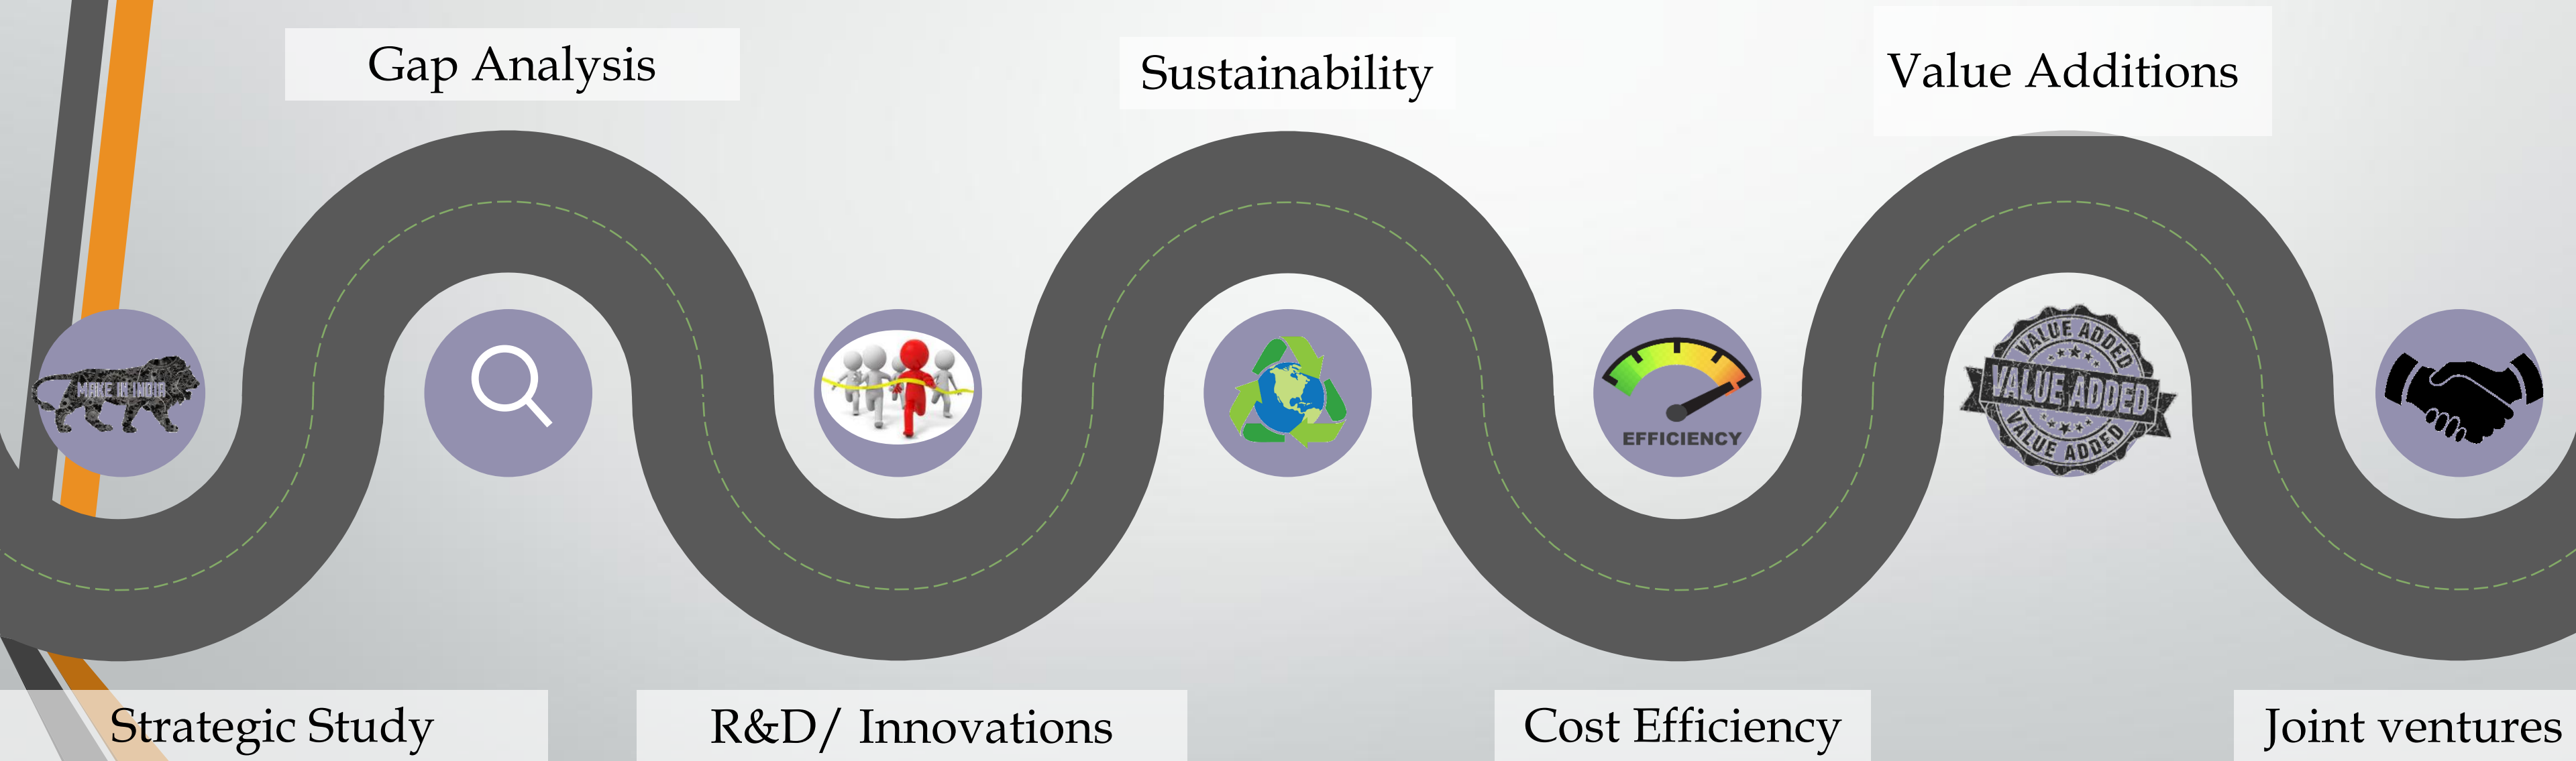 Gap Analysis
Sustainability
Value Additions
MAKE IN INDIA
EFFICIENCY
VALUE ADDED
VALUE ADDED
VALUE ADDED
Strategic Study
R&D/ Innovations
Cost Efficiency
Joint ventures